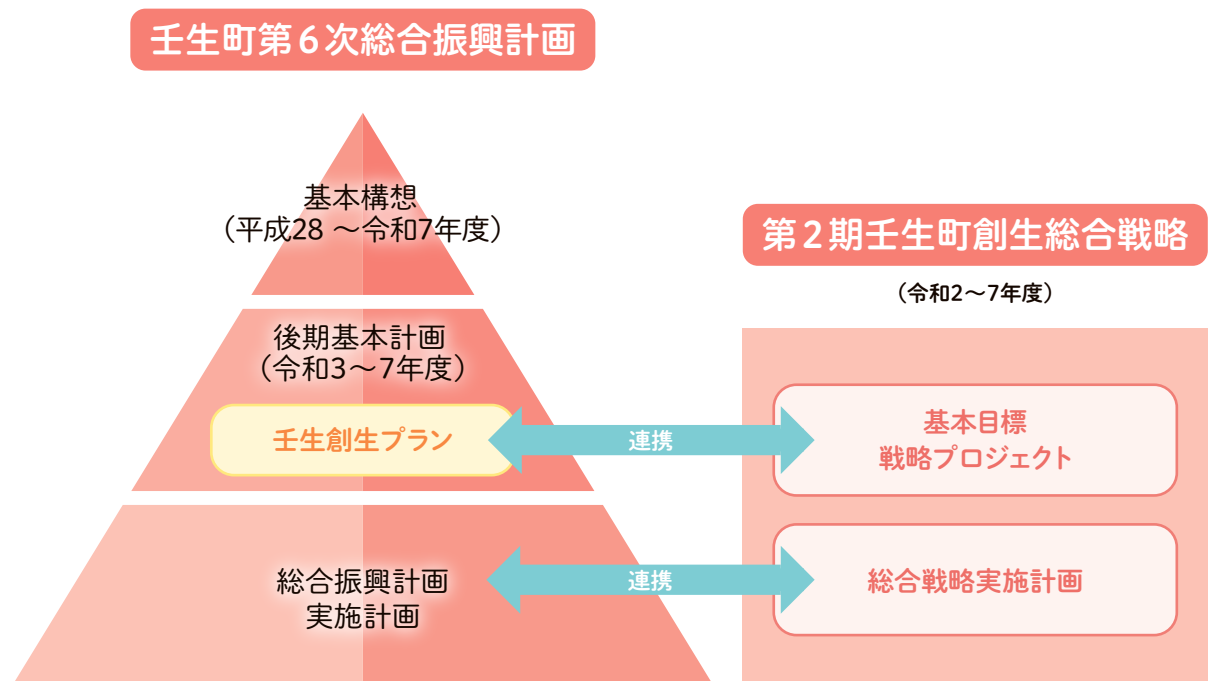 壬生町第6次総合振興計画
基本構想
（平成28～令和7年度）
後期基本計画
（令和3～7年度）
壬生創生プラン
総合振興計画
実施計画
連携
連携
第2期壬生町創生総合戦略
（令和2～7年度）
基本目標
戦略プロジェクト
総合戦略実施計画